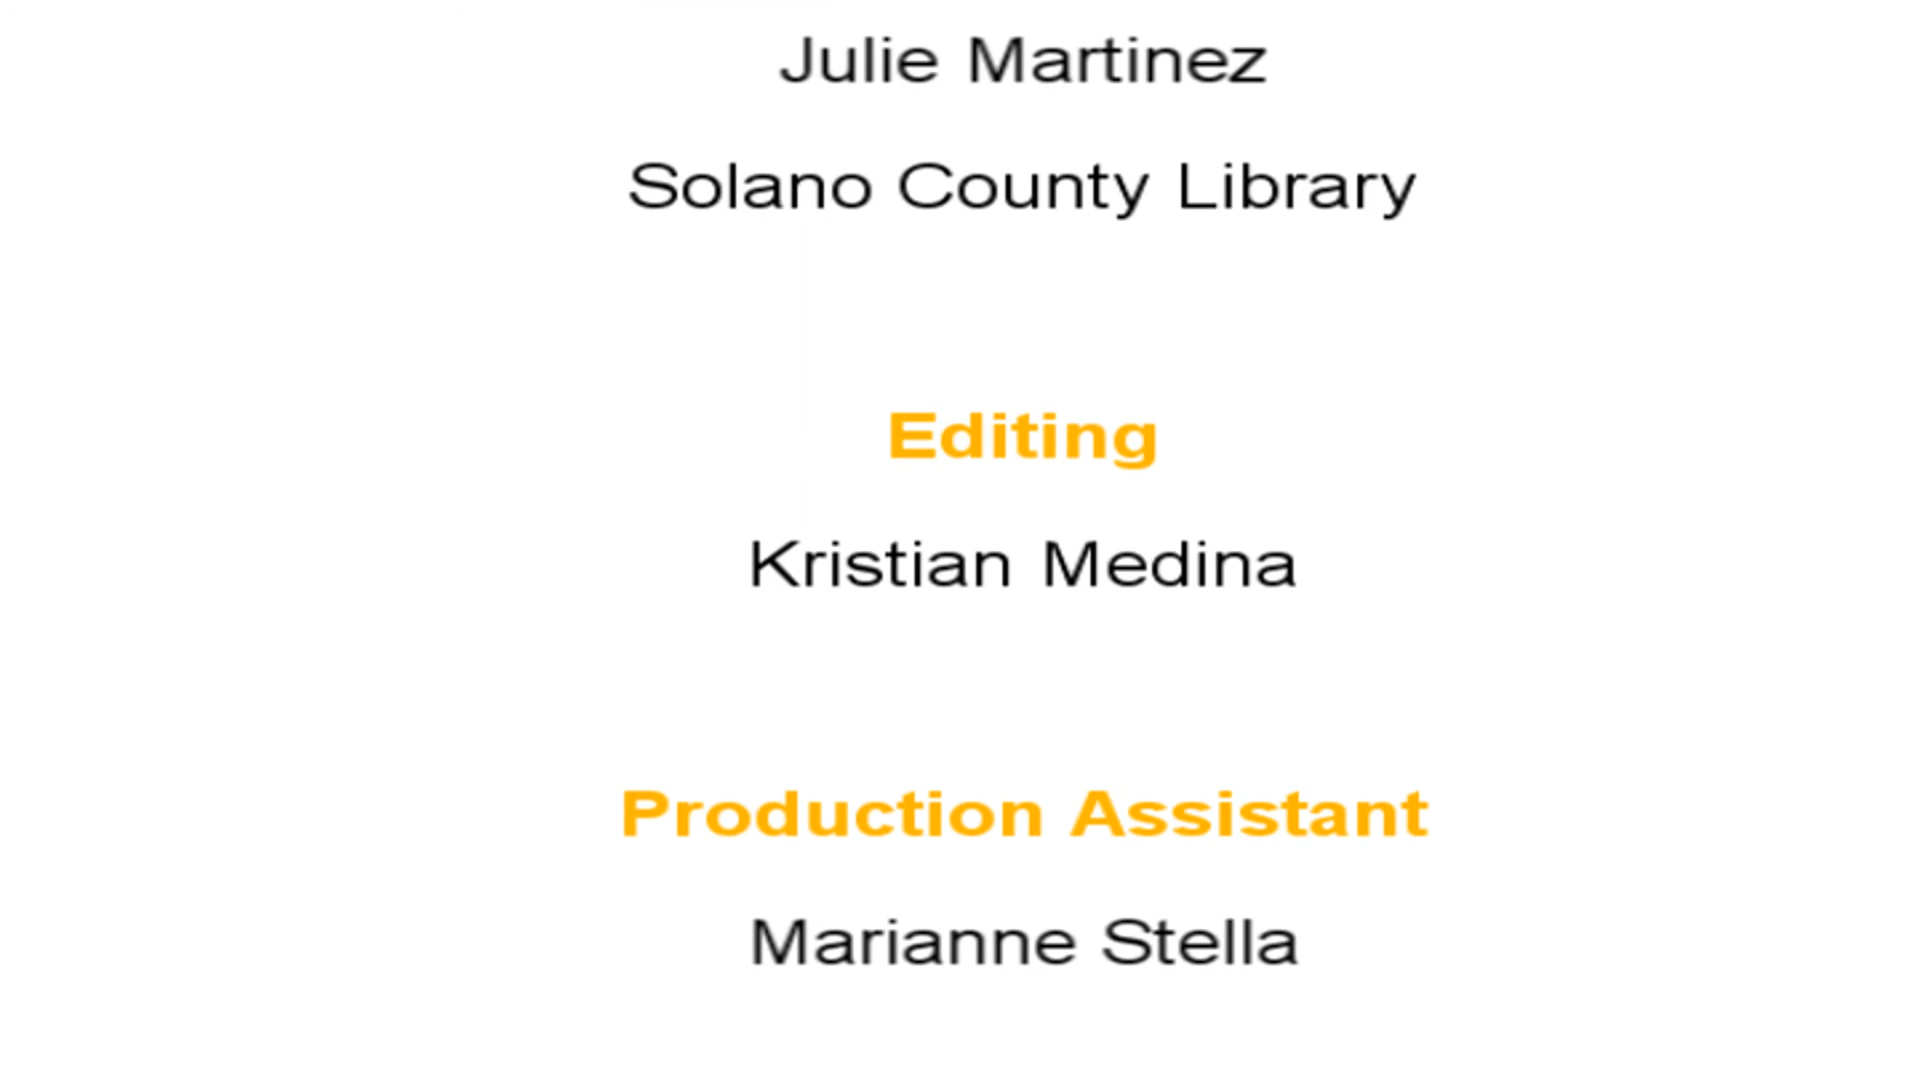 Julie Martinez
Solano County Library
Editing
Kristian Medina
Production Assistant
Marianne Stella